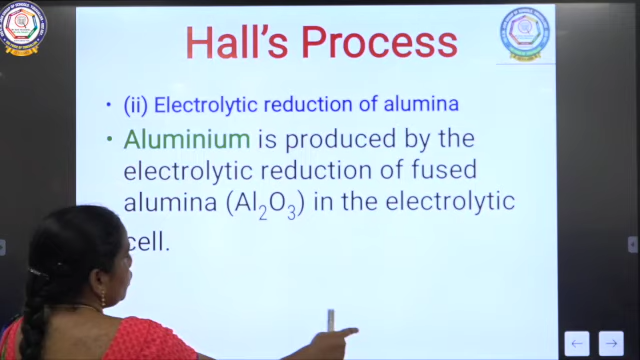 Hall's Process
• (ii) Electrolytic reduction of alumina
• Aluminium is produced by the
electrolytic reduction of fused
alumina (Al₂O₃) in the electrolytic
cell.